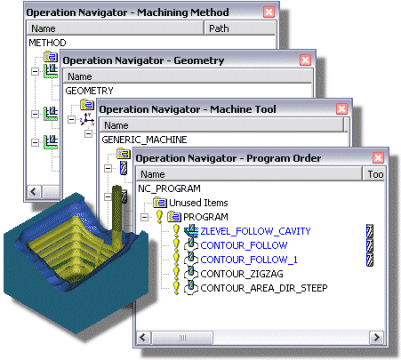 Operation Navigator - Machining Method
Name Path
METHOD
Operation Navigator - Geometry
Name
GEOMETRY
Operation Navigator - Machine Tool
Name
GENERIC_MACHINE
Operation Navigator - Program Order
Name Too
NC_PROGRAM
Unused Items
PROGRAM
ZLEVEL_FOLLOW_CAVITY
CONTOUR_FOLLOW
CONTOUR_FOLLOW_1
CONTOUR_ZIGZAG
CONTOUR_AREA_DIR_STEEP